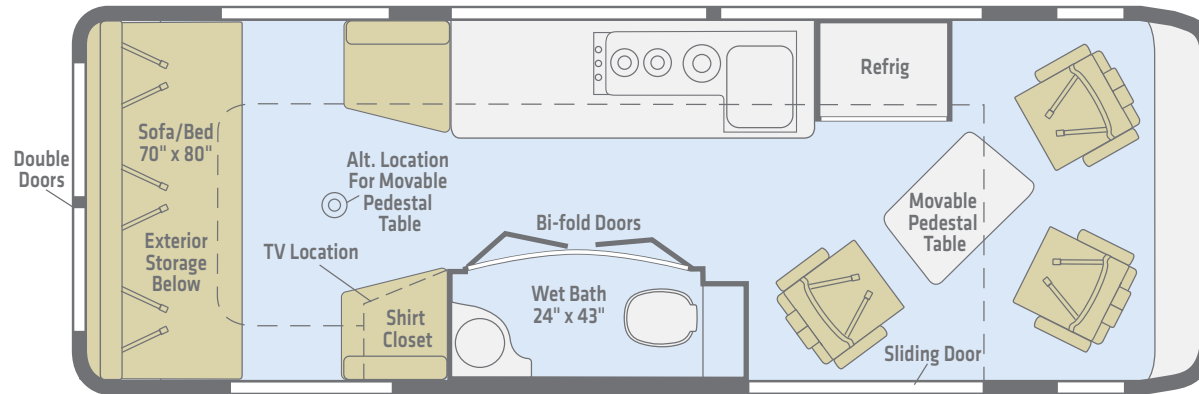 Refrig
Sofa/Bed
70" x 80"
Double
Doors
Alt. Location
For Movable
Pedestal
Table
Movable
Pedestal
Table
Bi-fold Doors
Exterior
Storage
Below
TV Location
Wet Bath
24" x 43"
Shirt
Closet
Sliding Door